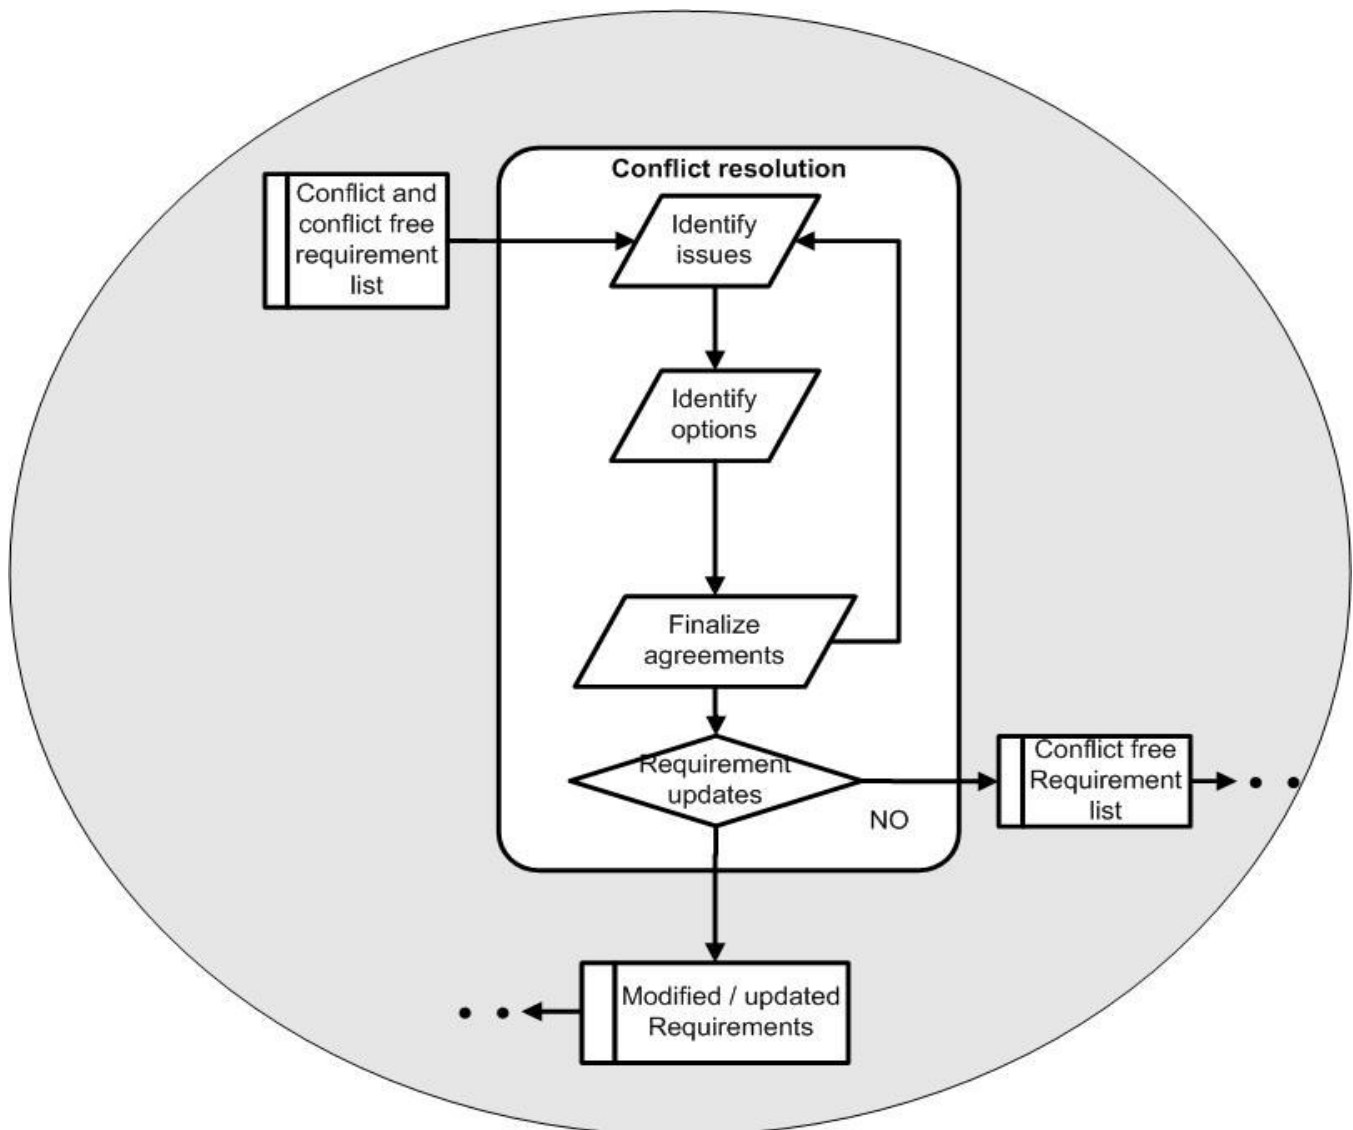 Conflict resolution
Conflict and
conflict free
requirement
list
Identify
issues
Identify
options
Finalize
agreements
Requirement
updates
NO
Conflict free
Requirement
list
Modified / updated
Requirements